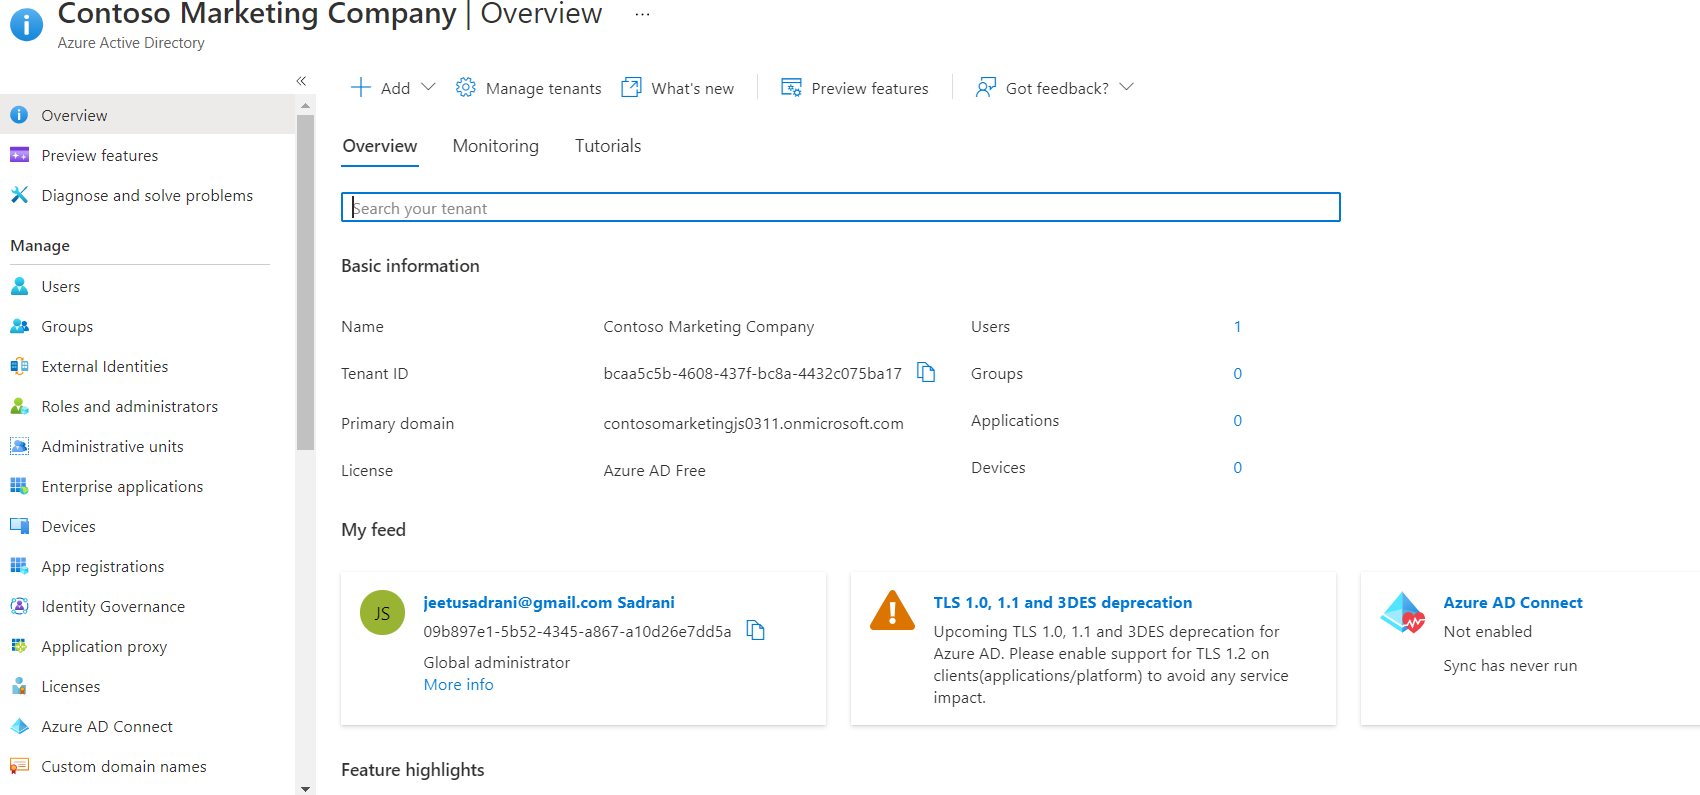 Contoso Marketing Company | Overview ...
Azure Active Directory
«
Overview
Preview features
Diagnose and solve problems
Manage
Users
Groups
External Identities
Roles and administrators
Administrative units
Enterprise applications
Devices
App registrations
Identity Governance
Application proxy
Licenses
Azure AD Connect
Custom domain names
Add Manage tenants What's new Preview features Got feedback?
Overview Monitoring Tutorials
Search your tenant
Basic information
Name Contoso Marketing Company Users 1
Tenant ID bcaa5c5b-4608-437f-bc8a-4432c075ba17 Groups 0
Primary domain contosomarketingjs0311.onmicrosoft.com Applications 0
License Azure AD Free Devices 0
My feed
JS
jeetusadrani@gmail.com Sadrani
09b897e1-5b52-4345-a867-a10d26e7dd5a
Global administrator
More info
TLS 1.0, 1.1 and 3DES deprecation
Upcoming TLS 1.0, 1.1 and 3DES deprecation for
Azure AD. Please enable support for TLS 1.2 on
clients(applications/platform) to avoid any service
impact.
Azure AD Connect
Not enabled
Sync has never run
Feature highlights